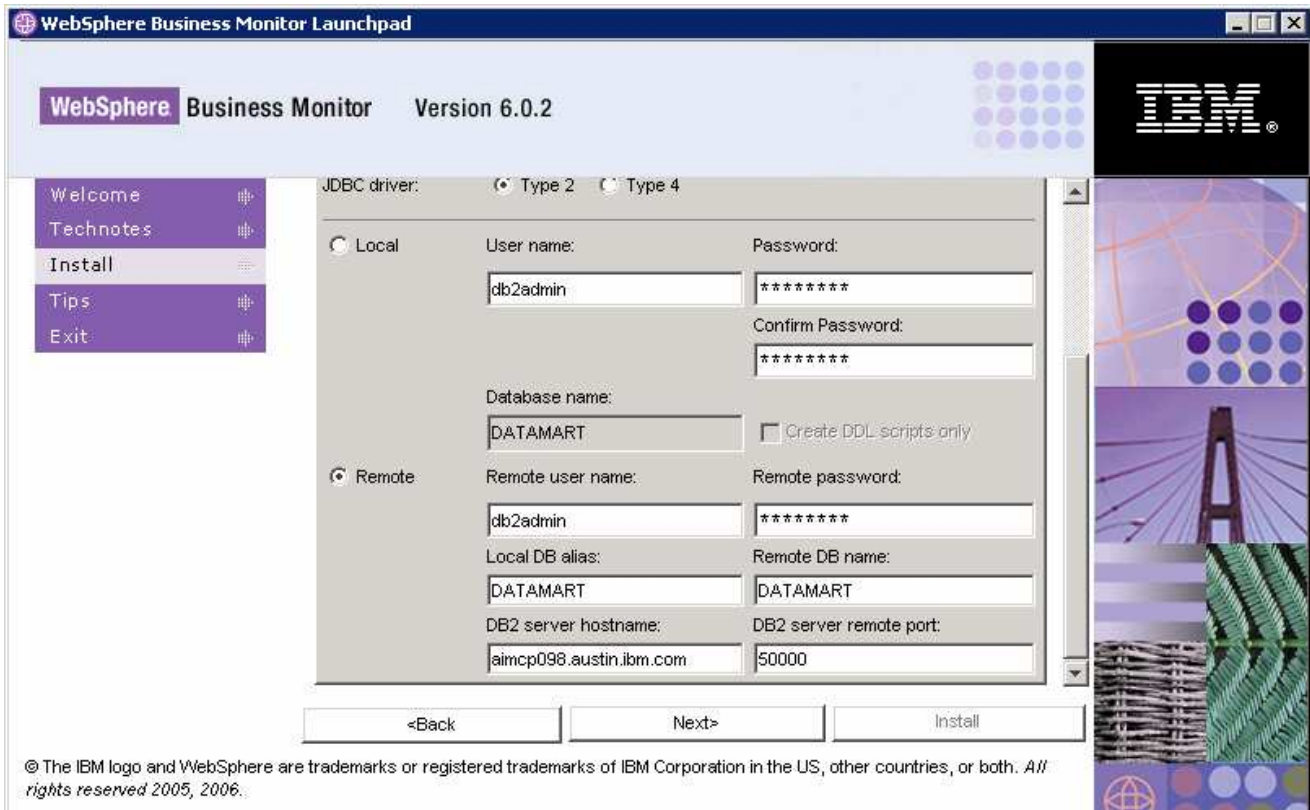 WebSphere Business Monitor Launchpad
WebSphere Business Monitor Version 6.0.2
IBM®
Welcome
Technotes
Install
Tips
Exit
JDBC driver: Type 2 Type 4
Local User name: Password:
db2admin ********
Confirm Password:
********
Database name:
DATAMART Create DDL scripts only
Remote Remote user name: Remote password:
db2admin ********
Local DB alias: Remote DB name:
DATAMART DATAMART
DB2 server hostname: DB2 server remote port:
aimcp098.austin.ibm.com 50000
<Back Next> Install
© The IBM logo and WebSphere are trademarks or registered trademarks of IBM Corporation in the US, other countries, or both. All
rights reserved 2005, 2006.